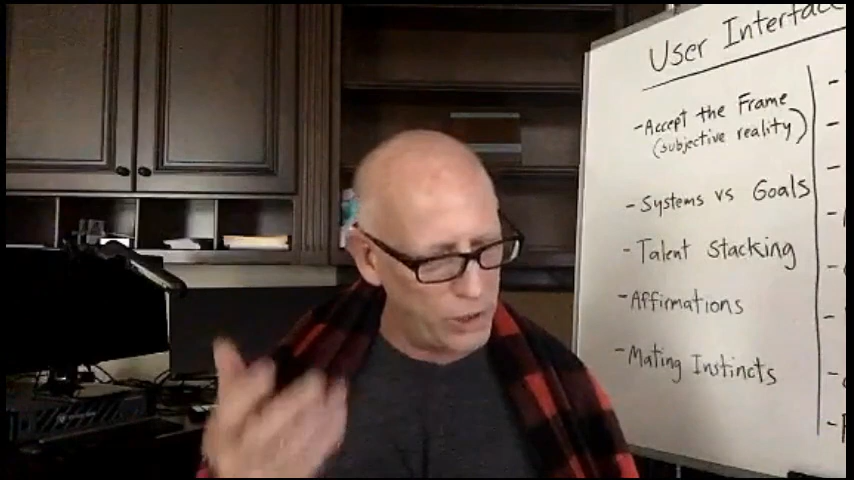 User Interface
- Accept the Frame
(subjective reality)
- Systems vs Goals
- Talent Stacking
- Affirmations
- Mating Instincts